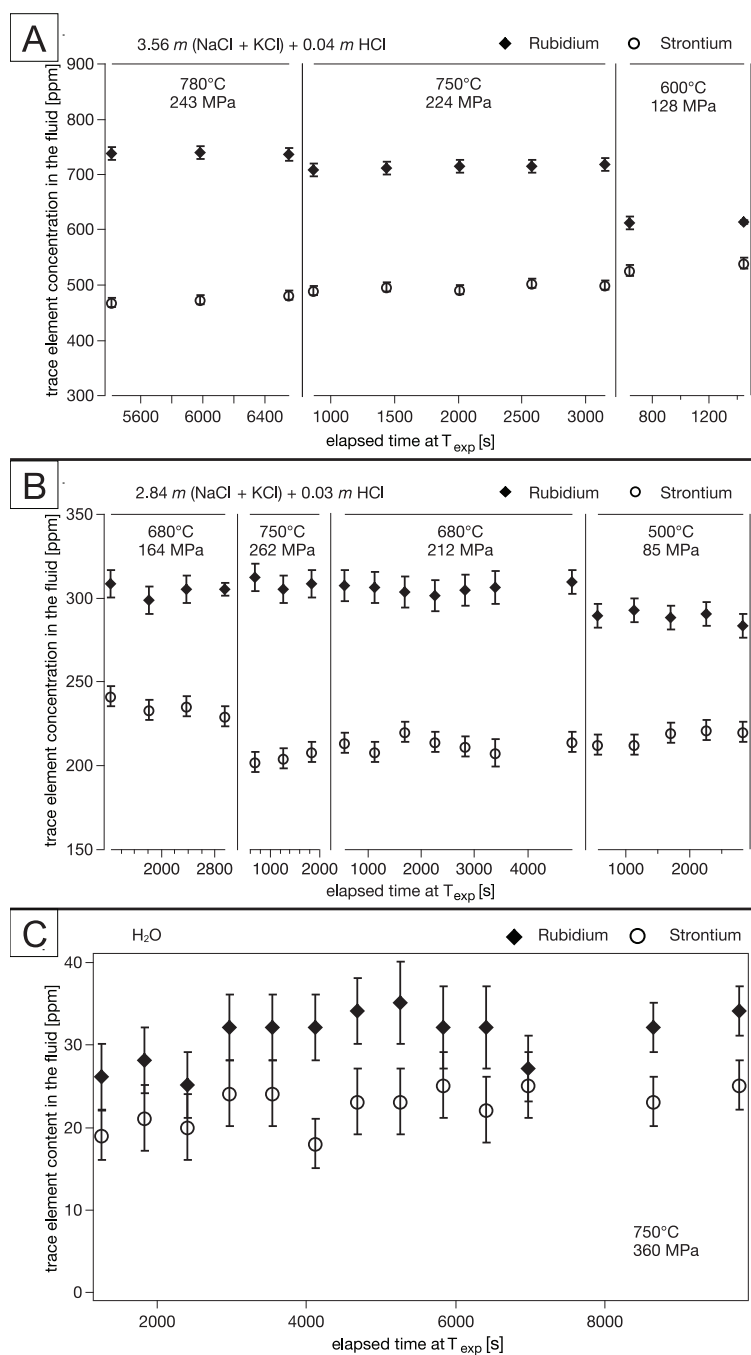 A
3.56 m (NaCl + KCl) + 0.04 m HCl
Rubidium
Strontium
trace element concentration in the fluid [ppm]
900
800
700
600
500
400
300
780°C
243 MPa
750°C
224 MPa
600°C
128 MPa
5600 6000 6400 1000 1500 2000 2500 3000 800 1200
elapsed time at Texp [s]
B
2.84 m (NaCl + KCl) + 0.03 m HCl
Rubidium
Strontium
trace element concentration in the fluid [ppm]
350
300
250
200
150
680°C
164 MPa
750°C
262 MPa
680°C
212 MPa
500°C
85 MPa
2000 2800 1000 2000 1000 2000 3000 4000 1000 2000
elapsed time at Texp [s]
C
H₂O
Rubidium
Strontium
trace element content in the fluid [ppm]
40
30
20
10
0
750°C
360 MPa
2000 4000 6000 8000
elapsed time at Texp [s]